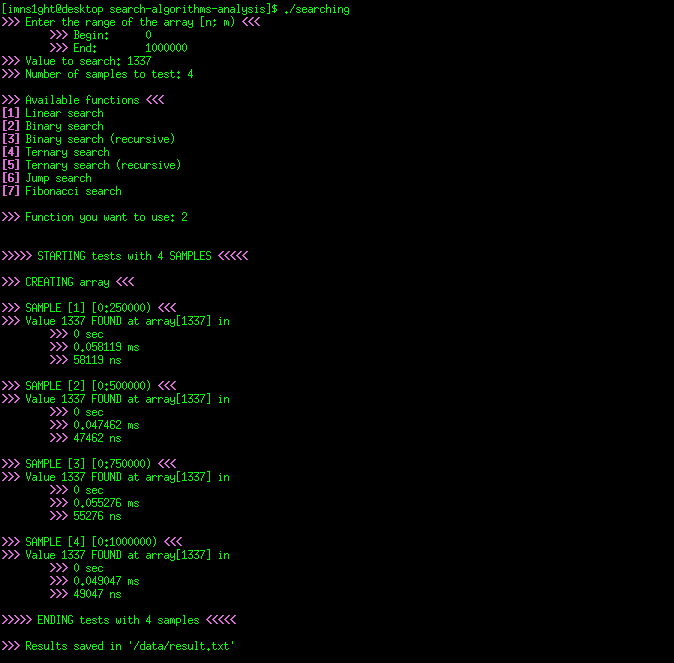 [imns1ght@desktop search-algorithms-analysis]$ ./searching
>>> Enter the range of the array [n; m) <<<
>>> Begin: 0
>>> End: 1000000
>>> Value to search: 1337
>>> Number of samples to test: 4
>>> Available functions <<<
[1] Linear search
[2] Binary search
[3] Binary search (recursive)
[4] Ternary search
[5] Ternary search (recursive)
[6] Jump search
[7] Fibonacci search
>>> Function you want to use: 2
>>>>> STARTING tests with 4 SAMPLES <<<<<
>>> CREATING array <<<
>>> SAMPLE [1] [0:250000) <<<
>>> Value 1337 FOUND at array[1337] in
>>> 0 sec
>>> 0.058119 ms
>>> 58119 ns
>>> SAMPLE [2] [0:500000) <<<
>>> Value 1337 FOUND at array[1337] in
>>> 0 sec
>>> 0.047462 ms
>>> 47462 ns
>>> SAMPLE [3] [0:750000) <<<
>>> Value 1337 FOUND at array[1337] in
>>> 0 sec
>>> 0.055276 ms
>>> 55276 ns
>>> SAMPLE [4] [0:1000000) <<<
>>> Value 1337 FOUND at array[1337] in
>>> 0 sec
>>> 0.049047 ms
>>> 49047 ns
>>>>> ENDING tests with 4 samples <<<<<
>>> Results saved in '/data/result.txt'